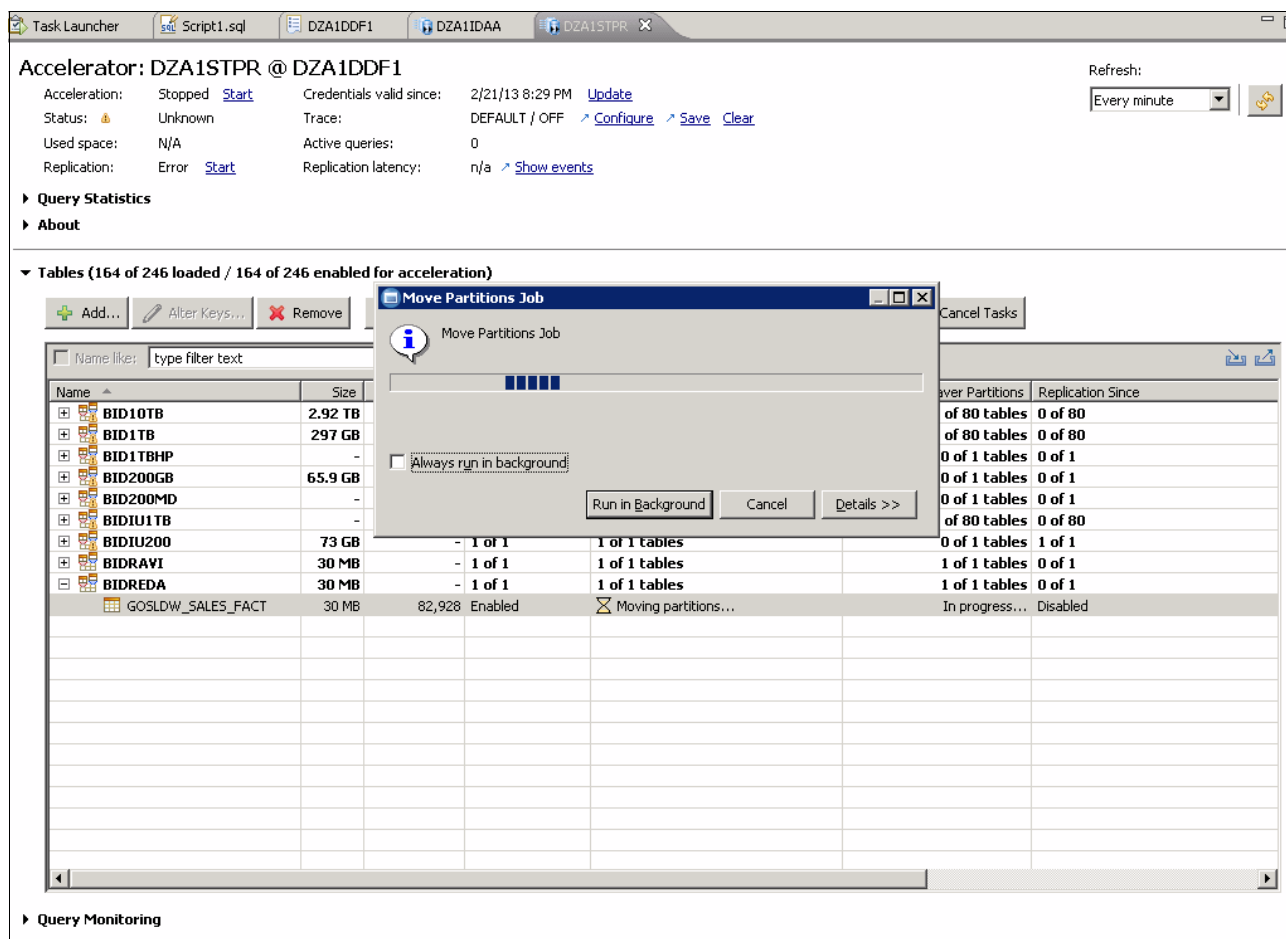 Task Launcher Script1.sql DZA1DDF1 DZA1IDAA DZA1STPR
Accelerator: DZA1STPR @ DZA1DDF1
Refresh:
Acceleration: Stopped Start Credentials valid since: 2/21/13 8:29 PM Update
Every minute
Status: Unknown Trace: DEFAULT / OFF Configure Save Clear
Used space: N/A Active queries: 0
Replication: Error Start Replication latency: n/a Show events
Query Statistics
About
Tables (164 of 246 loaded / 164 of 246 enabled for acceleration)
Add... Alter Keys... Remove Cancel Tasks
Name like: type filter text
Name Size Partitions Replication Since
BID10TB 2.92 TB of 80 tables 0 of 80
BID1TB 297 GB of 80 tables 0 of 80
BID1TBHP - 0 of 1 tables 0 of 1
BID200GB 65.9 GB 0 of 1 tables 0 of 1
BID200MD - 0 of 1 tables 0 of 1
BIDIU1TB - of 80 tables 0 of 80
BIDIU200 73 GB - 1 of 1 1 of 1 tables 0 of 1 tables 1 of 1
BIDRAVI 30 MB - 1 of 1 1 of 1 tables 1 of 1 tables 0 of 1
BIDREDA 30 MB - 1 of 1 1 of 1 tables 1 of 1 tables 0 of 1
GOSLDW_SALES_FACT 30 MB 82,928 Enabled Moving partitions... In progress... Disabled
Move Partitions Job
Move Partitions Job
Always run in background
Run in Background Cancel Details >>
Query Monitoring